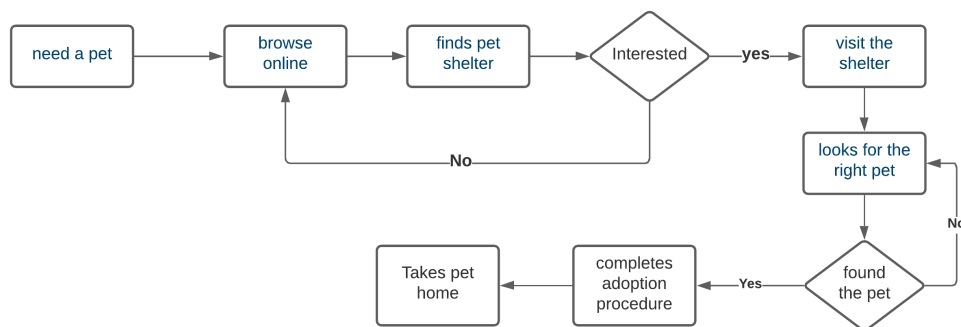 need a pet
browse
online
finds pet
shelter
Interested
yes
visit the
shelter
No
looks for the
right pet
No
found
the pet
Yes
completes
adoption
procedure
Takes pet
home